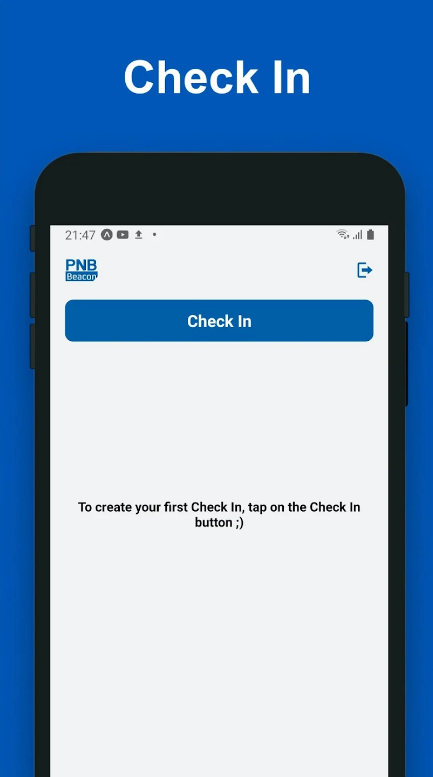 Check In
21:47
PNB
Beacon
Check In
To create your first Check In, tap on the Check In
button ;)